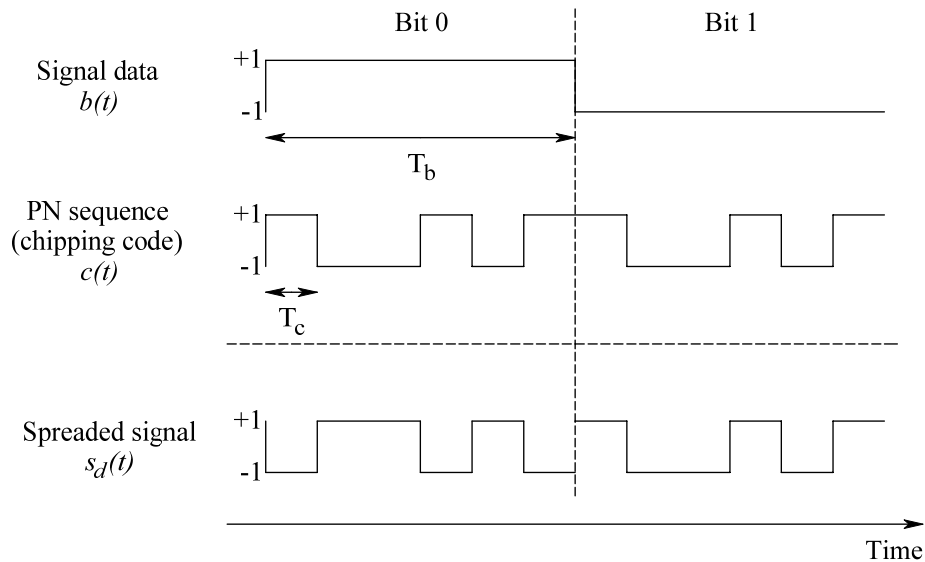 Bit 0
Bit 1
Signal data
b(t)
+1
-1
T_b
PN sequence
(chipping code)
c(t)
+1
-1
T_c
Spreaded signal
s_d(t)
+1
-1
Time